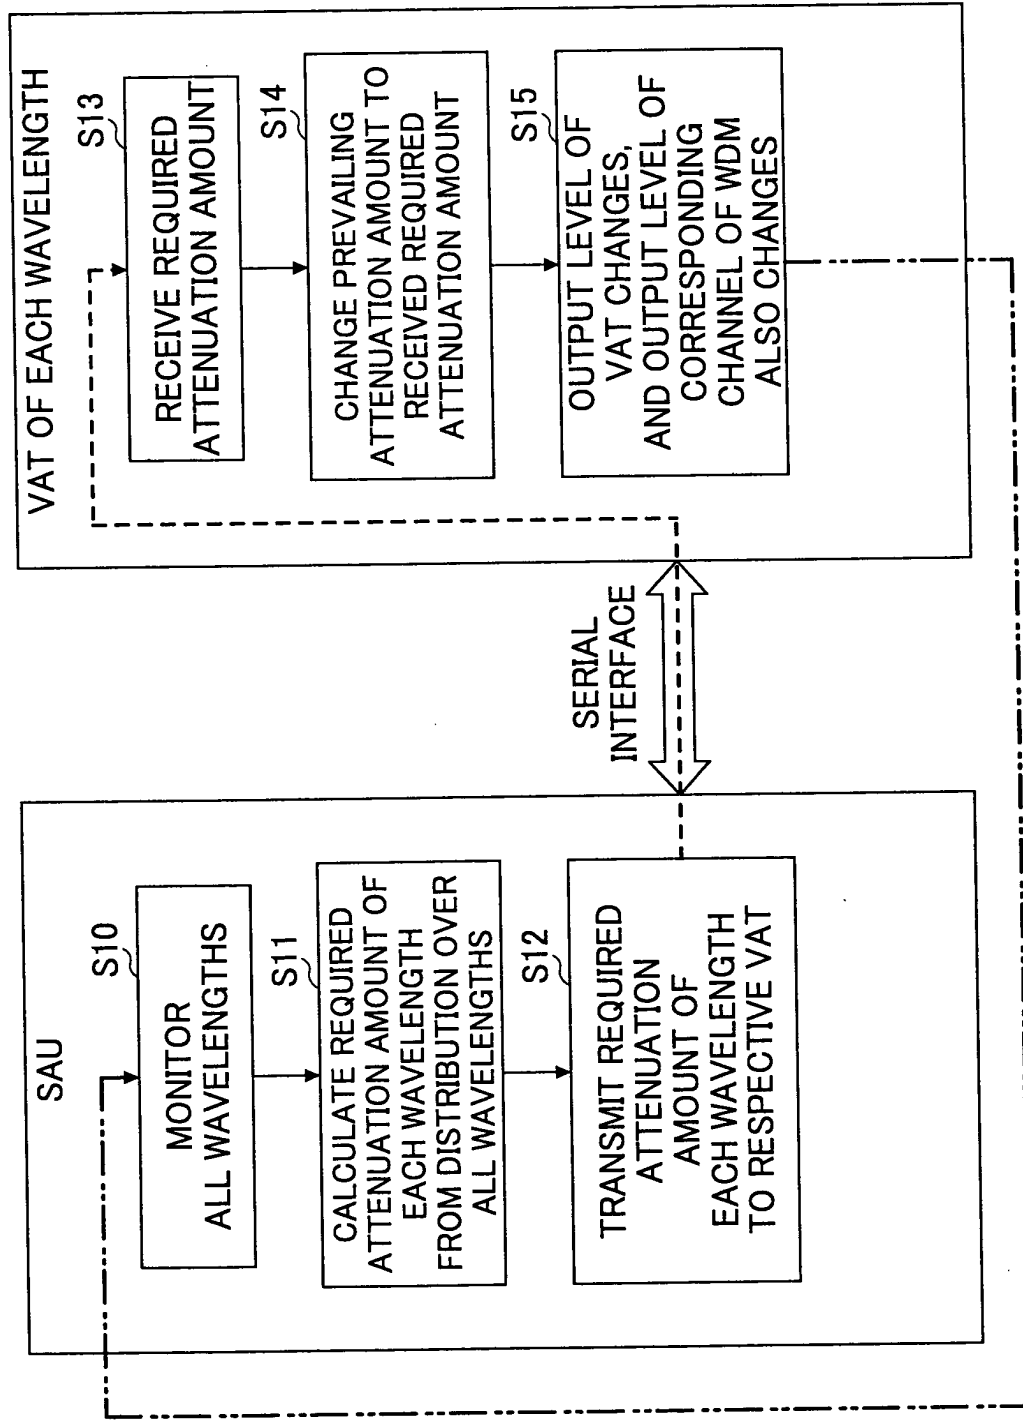 SAU
S10
MONITOR
ALL WAVELENGTHS
S11
CALCULATE REQUIRED
ATTENUATION AMOUNT OF
EACH WAVELENGTH
FROM DISTRIBUTION OVER
ALL WAVELENGTHS
S12
TRANSMIT REQUIRED
ATTENUATION
AMOUNT OF
EACH WAVELENGTH
TO RESPECTIVE VAT
SERIAL
INTERFACE
VAT OF EACH WAVELENGTH
S13
RECEIVE REQUIRED
ATTENUATION AMOUNT
S14
CHANGE PREVAILING
ATTENUATION AMOUNT TO
RECEIVED REQUIRED
ATTENUATION AMOUNT
S15
OUTPUT LEVEL OF
VAT CHANGES,
AND OUTPUT LEVEL OF
CORRESPONDING
CHANNEL OF WDM
ALSO CHANGES